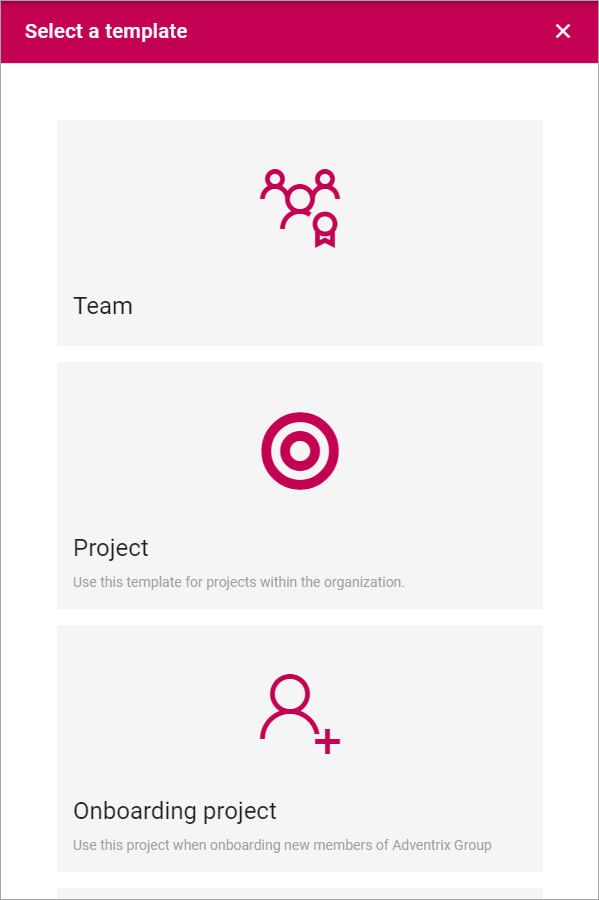 Select a template
Team
Project
Use this template for projects within the organization.
Onboarding project
Use this project when onboarding new members of Adventrix Group